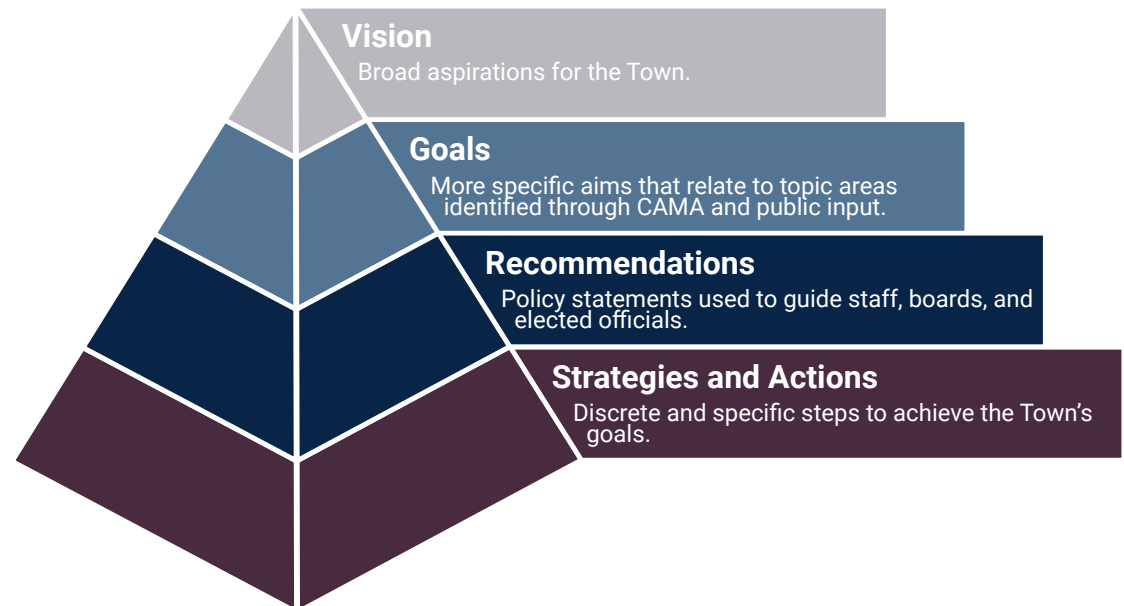 Vision
Broad aspirations for the Town.
Goals
More specific aims that relate to topic areas
identified through CAMA and public input.
Recommendations
Policy statements used to guide staff, boards, and
elected officials.
Strategies and Actions
Discrete and specific steps to achieve the Town’s
goals.